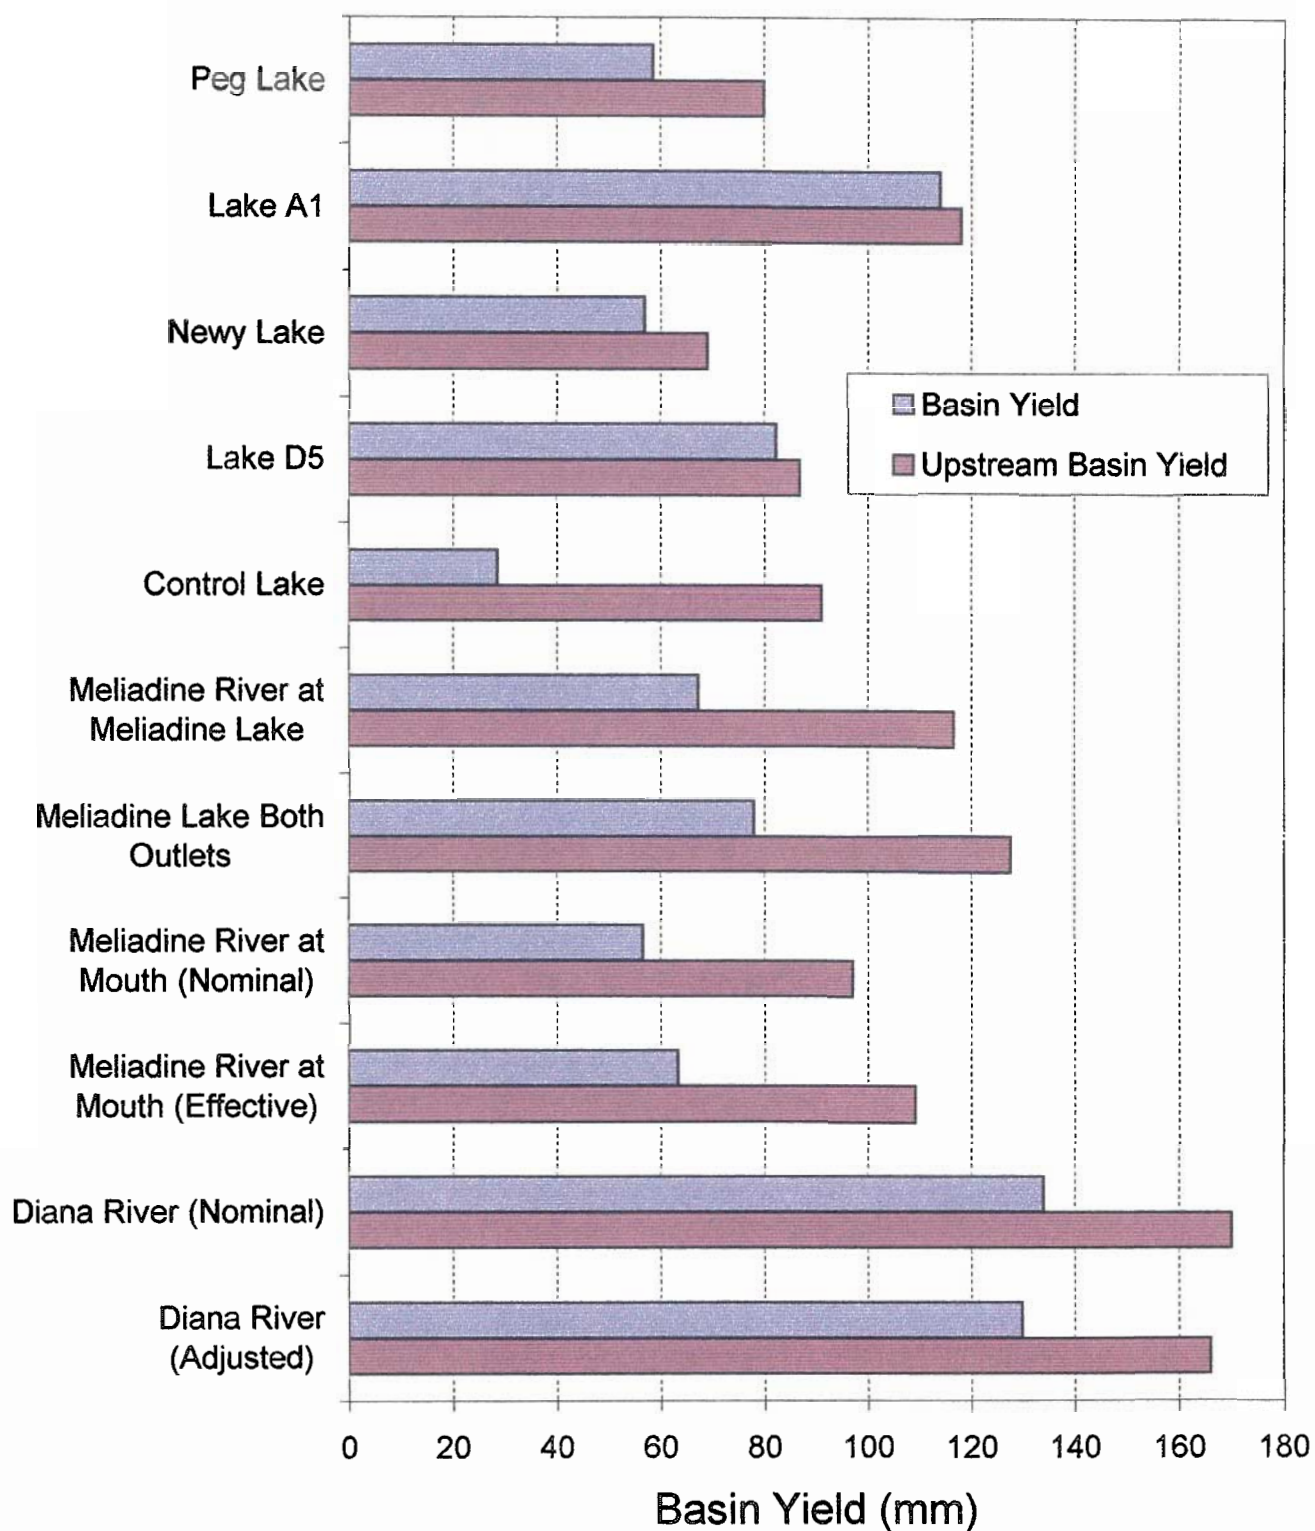 Peg Lake
Lake A1
Newy Lake
Lake D5
Control Lake
Meliadine River at
Meliadine Lake
Meliadine Lake Both
Outlets
Meliadine River at
Mouth (Nominal)
Meliadine River at
Mouth (Effective)
Diana River (Nominal)
Diana River
(Adjusted)
Basin Yield
Upstream Basin Yield
0 20 40 60 80 100 120 140 160 180
Basin Yield (mm)